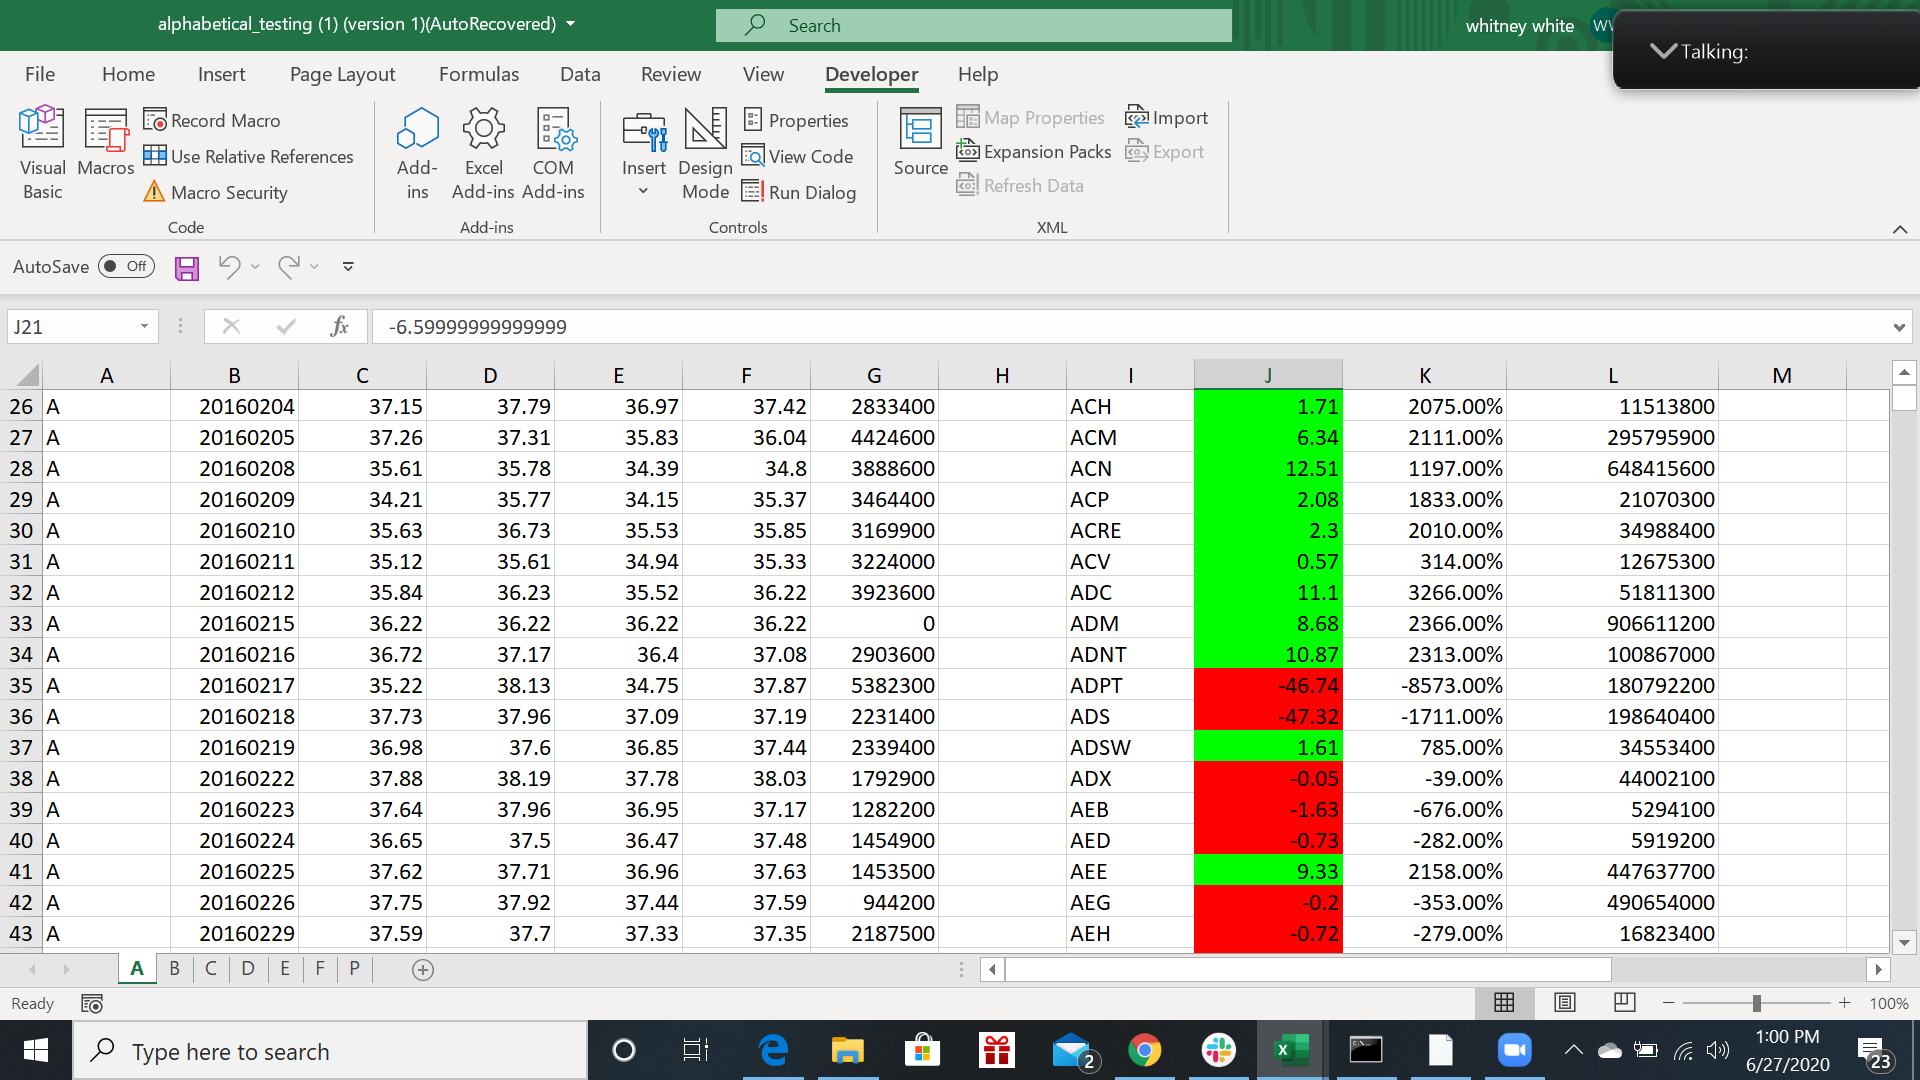 alphabetical_testing (1) (version 1)(AutoRecovered)
Search
whitney white
Talking:
File Home Insert Page Layout Formulas Data Review View Developer Help
Visual Basic
Macros
Record Macro
Use Relative References
Macro Security
Code
Add-ins
Excel Add-ins
COM Add-ins
Add-ins
Insert
Design Mode
Properties
View Code
Run Dialog
Controls
Source
Map Properties
Expansion Packs
Refresh Data
Import
Export
XML
AutoSave Off
J21 fx -6.59999999999999
A B C D E F G H I J K L M
26 A 20160204 37.15 37.79 36.97 37.42 2833400 ACH 1.71 2075.00% 11513800
27 A 20160205 37.26 37.31 35.83 36.04 4424600 ACM 6.34 2111.00% 295795900
28 A 20160208 35.61 35.78 34.39 34.8 3888600 ACN 12.51 1197.00% 648415600
29 A 20160209 34.21 35.77 34.15 35.37 3464400 ACP 2.08 1833.00% 21070300
30 A 20160210 35.63 36.73 35.53 35.85 3169900 ACRE 2.3 2010.00% 34988400
31 A 20160211 35.12 35.61 34.94 35.33 3224000 ACV 0.57 314.00% 12675300
32 A 20160212 35.84 36.23 35.52 36.22 3923600 ADC 11.1 3266.00% 51811300
33 A 20160215 36.22 36.22 36.22 36.22 0 ADM 8.68 2366.00% 906611200
34 A 20160216 36.72 37.17 36.4 37.08 2903600 ADNT 10.87 2313.00% 100867000
35 A 20160217 35.22 38.13 34.75 37.87 5382300 ADPT -46.74 -8573.00% 180792200
36 A 20160218 37.73 37.96 37.09 37.19 2231400 ADS -47.32 -1711.00% 198640400
37 A 20160219 36.98 37.6 36.85 37.44 2339400 ADSW 1.61 785.00% 34553400
38 A 20160222 37.88 38.19 37.78 38.03 1792900 ADX -0.05 -39.00% 44002100
39 A 20160223 37.64 37.96 36.95 37.17 1282200 AEB -1.63 -676.00% 5294100
40 A 20160224 36.65 37.5 36.47 37.48 1454900 AED -0.73 -282.00% 5919200
41 A 20160225 37.62 37.71 36.96 37.63 1453500 AEE 9.33 2158.00% 447637700
42 A 20160226 37.75 37.92 37.44 37.59 944200 AEG -0.2 -353.00% 490654000
43 A 20160229 37.59 37.7 37.33 37.35 2187500 AEH -0.72 -279.00% 16823400
A B C D E F P
Ready 100%
Type here to search
2
1:00 PM
6/27/2020
23